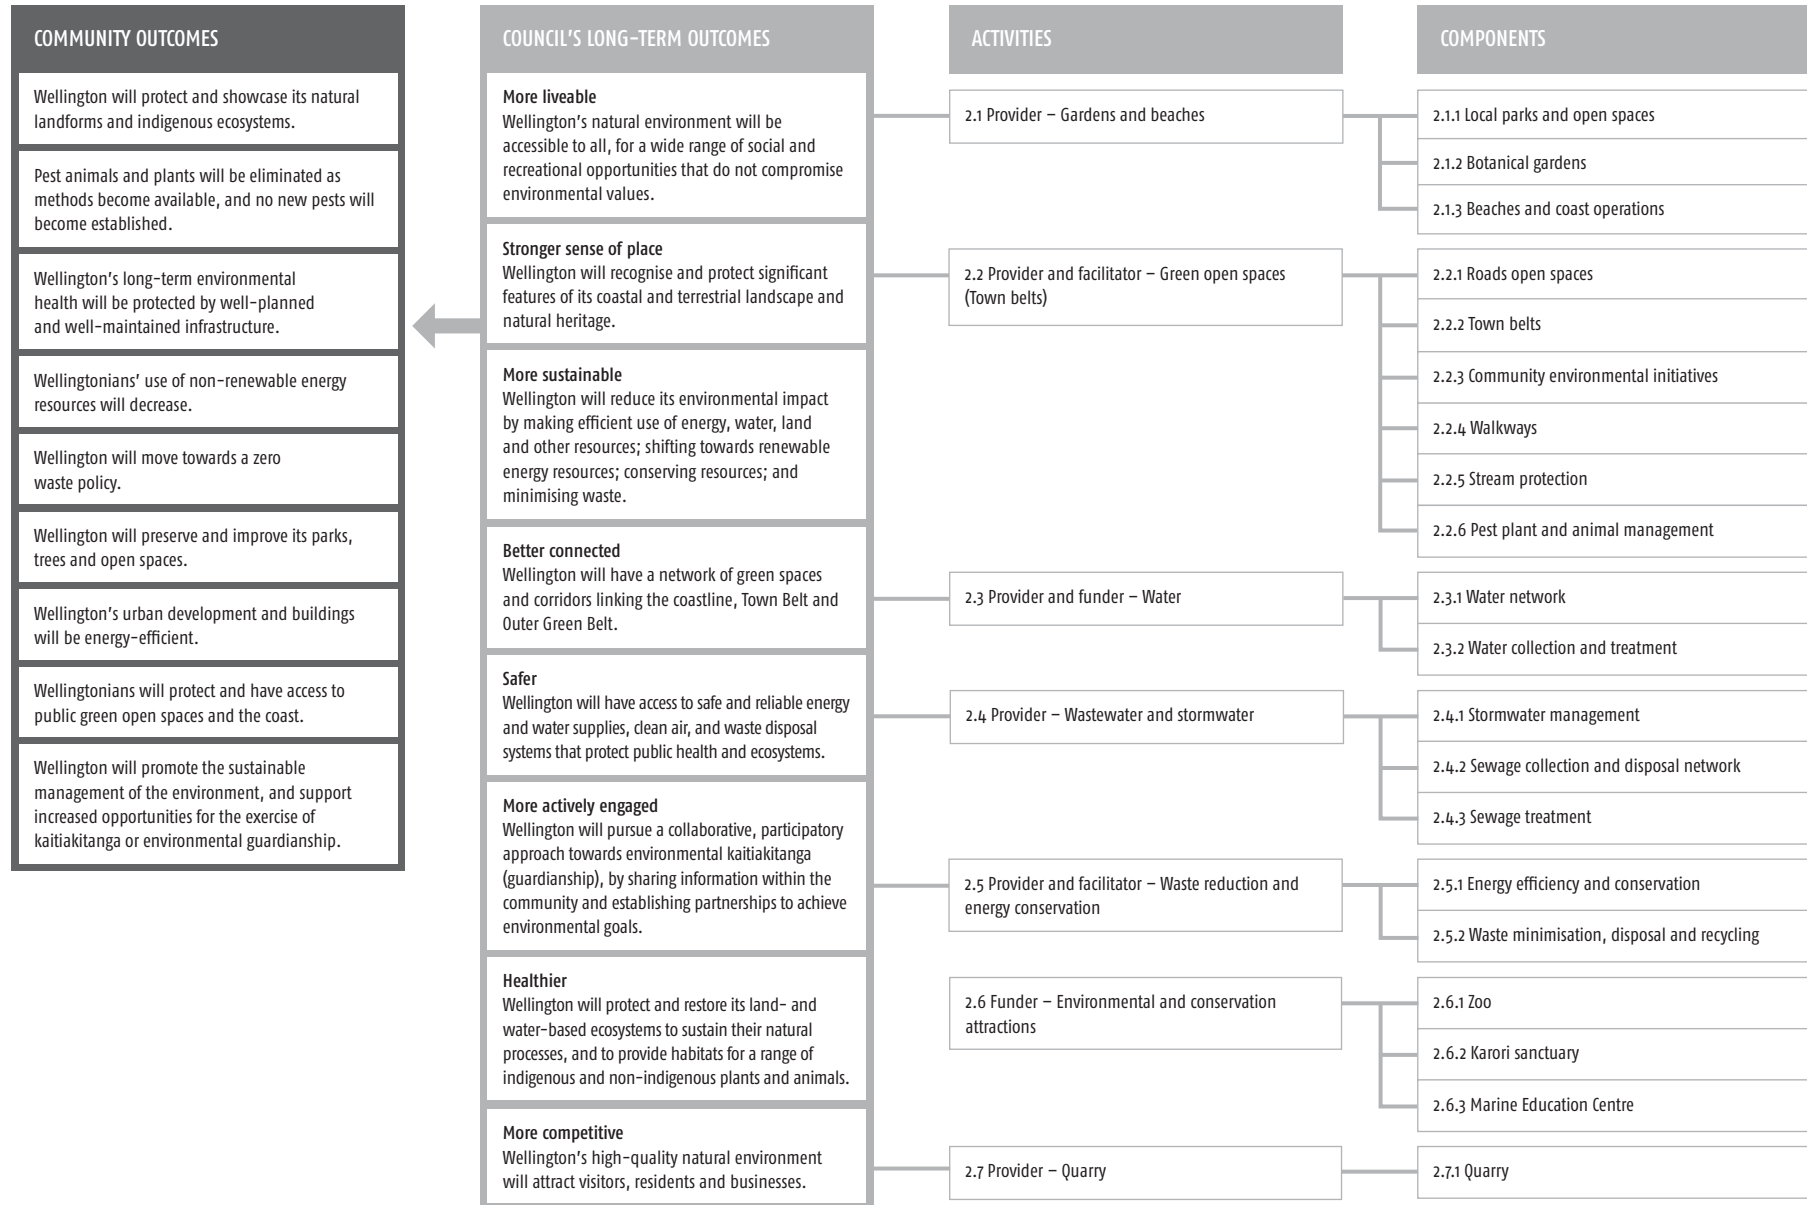 COMMUNITY OUTCOMES
Wellington will protect and showcase its natural
landforms and indigenous ecosystems.
Pest animals and plants will be eliminated as
methods become available, and no new pests will
become established.
Wellington's long-term environmental
health will be protected by well-planned
and well-maintained infrastructure.
Wellingtonians' use of non-renewable energy
resources will decrease.
Wellington will move towards a zero
waste policy.
Wellington will preserve and improve its parks,
trees and open spaces.
Wellington's urban development and buildings
will be energy-efficient.
Wellingtonians will protect and have access to
public green open spaces and the coast.
Wellington will promote the sustainable
management of the environment, and support
increased opportunities for the exercise of
kaitiakitanga or environmental guardianship.
COUNCIL'S LONG-TERM OUTCOMES
More liveable
Wellington's natural environment will be
accessible to all, for a wide range of social and
recreational opportunities that do not compromise
environmental values.
Stronger sense of place
Wellington will recognise and protect significant
features of its coastal and terrestrial landscape and
natural heritage.
More sustainable
Wellington will reduce its environmental impact
by making efficient use of energy, water, land
and other resources; shifting towards renewable
energy resources; conserving resources; and
minimising waste.
Better connected
Wellington will have a network of green spaces
and corridors linking the coastline, Town Belt and
Outer Green Belt.
Safer
Wellington will have access to safe and reliable energy
and water supplies, clean air, and waste disposal
systems that protect public health and ecosystems.
More actively engaged
Wellington will pursue a collaborative, participatory
approach towards environmental kaitiakitanga
(guardianship), by sharing information within the
community and establishing partnerships to achieve
environmental goals.
Healthier
Wellington will protect and restore its land- and
water-based ecosystems to sustain their natural
processes, and to provide habitats for a range of
indigenous and non-indigenous plants and animals.
More competitive
Wellington's high-quality natural environment
will attract visitors, residents and businesses.
ACTIVITIES
2.1 Provider – Gardens and beaches
2.2 Provider and facilitator – Green open spaces
(Town belts)
2.3 Provider and funder – Water
2.4 Provider – Wastewater and stormwater
2.5 Provider and facilitator – Waste reduction and
energy conservation
2.6 Funder – Environmental and conservation
attractions
2.7 Provider – Quarry
COMPONENTS
2.1.1 Local parks and open spaces
2.1.2 Botanical gardens
2.1.3 Beaches and coast operations
2.2.1 Roads open spaces
2.2.2 Town belts
2.2.3 Community environmental initiatives
2.2.4 Walkways
2.2.5 Stream protection
2.2.6 Pest plant and animal management
2.3.1 Water network
2.3.2 Water collection and treatment
2.4.1 Stormwater management
2.4.2 Sewage collection and disposal network
2.4.3 Sewage treatment
2.5.1 Energy efficiency and conservation
2.5.2 Waste minimisation, disposal and recycling
2.6.1 Zoo
2.6.2 Karori sanctuary
2.6.3 Marine Education Centre
2.7.1 Quarry